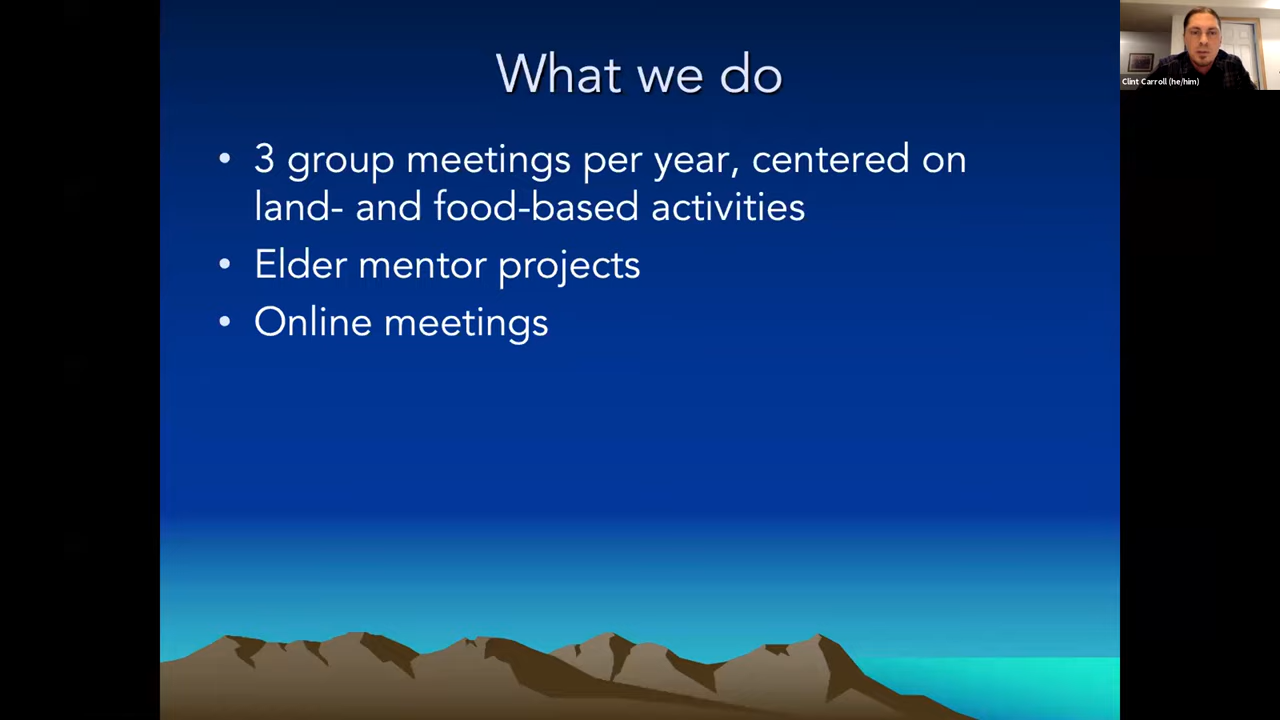 What we do
• 3 group meetings per year, centered on
land- and food-based activities
• Elder mentor projects
• Online meetings
Clint Carroll (he/him)